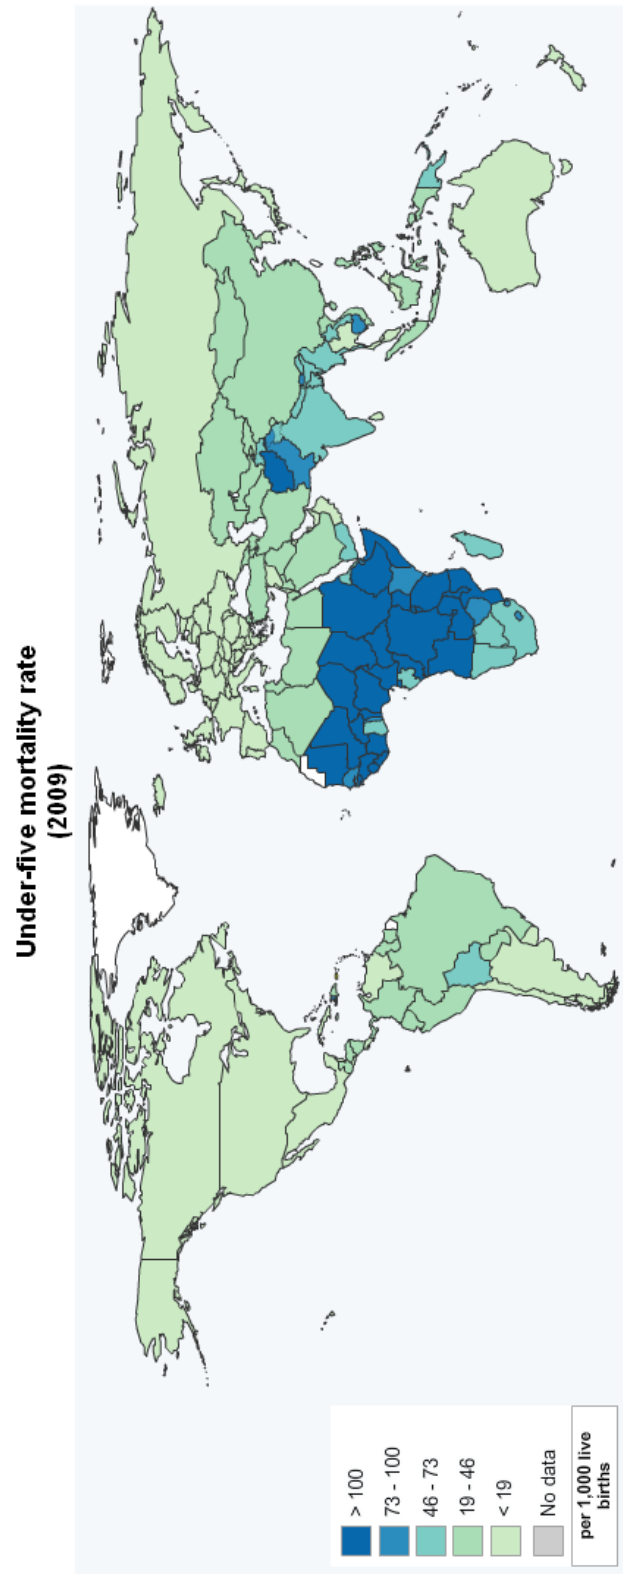 Under-five mortality rate
(2009)
> 100
73 - 100
46 - 73
19 - 46
< 19
No data
per 1,000 live
births